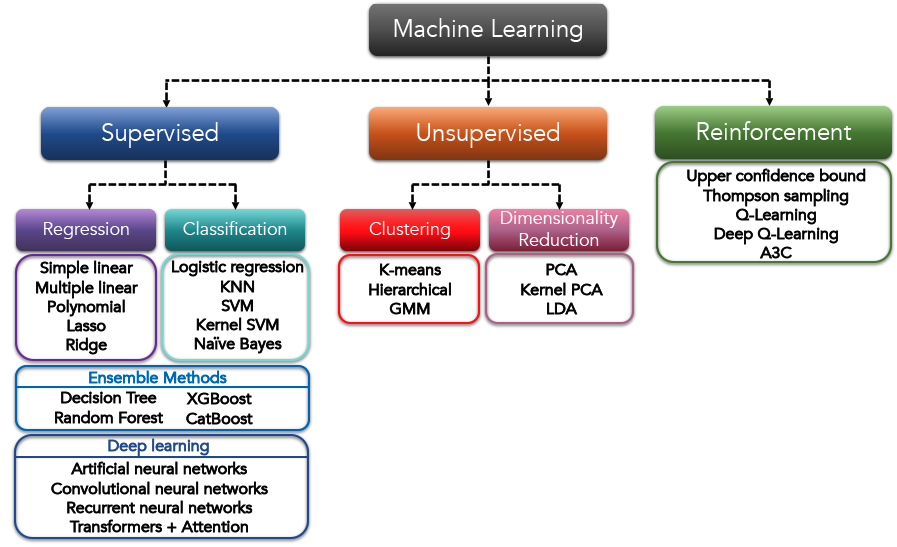 Machine Learning
Supervised
Unsupervised
Reinforcement
Upper confidence bound
Thompson sampling
Q-Learning
Deep Q-Learning
A3C
Regression
Classification
Clustering
Dimensionality
Reduction
Simple linear
Multiple linear
Polynomial
Lasso
Ridge
Logistic regression
KNN
SVM
Kernel SVM
Naïve Bayes
K-means
Hierarchical
GMM
PCA
Kernel PCA
LDA
Ensemble Methods
Decision Tree XGBoost
Random Forest CatBoost
Deep learning
Artificial neural networks
Convolutional neural networks
Recurrent neural networks
Transformers + Attention